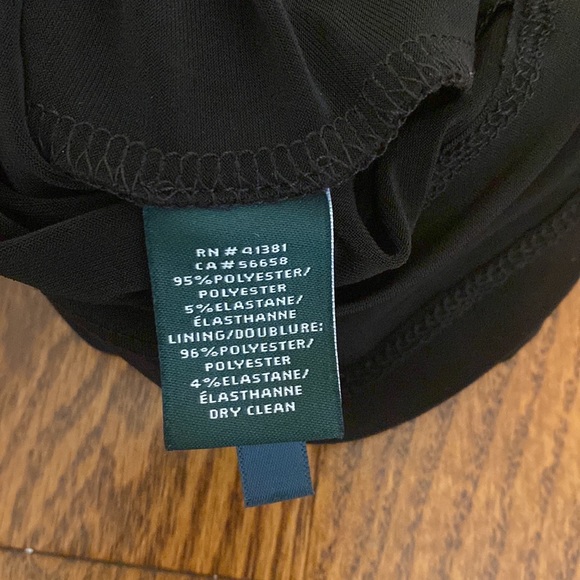 RN # 41381
CA # 56658
95%POLYESTER/
POLYESTER
5%ELASTANE/
ÉLASTHANNE
LINING/DOUBLURE:
96%POLYESTER/
POLYESTER
4%ELASTANE/
ÉLASTHANNE
DRY CLEAN